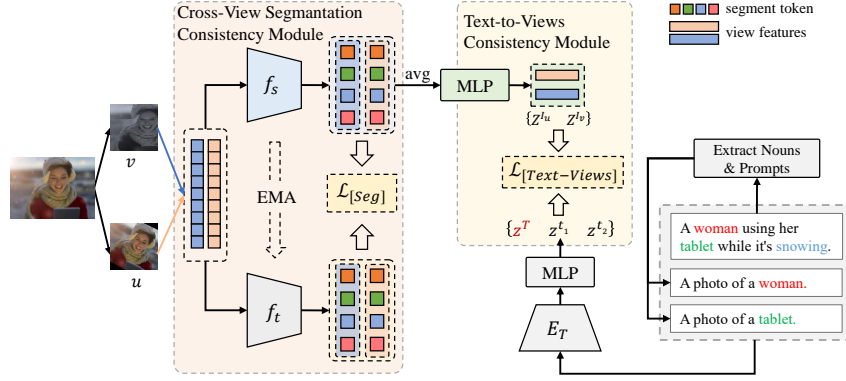 Cross-View Segmantation
Consistency Module
Text-to-Views
Consistency Module
segment token
view features
v
u
f_s
f_t
EMA
L_[Seg]
avg
MLP
{Z^{I_u} Z^{I_v}}
L_[Text−Views]
{z^T z^{t_1} z^{t_2}}
MLP
E_T
Extract Nouns
& Prompts
A woman using her
tablet while it's snowing.
A photo of a woman.
A photo of a tablet.